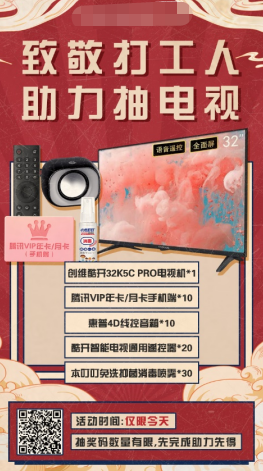 致敬打工人
助力抽电视
语音遥控 全面屏
32"
腾讯VIP年卡/月卡
(手机端)
创维酷开32K5C PRO电视机*1
腾讯VIP年卡/月卡手机端*10
惠普4D线控音箱*10
酷开智能电视通用遥控器*20
本叮叮免洗抑菌消毒喷雾*30
活动时间:仅限今天
抽奖码数量有限,先完成助力先得